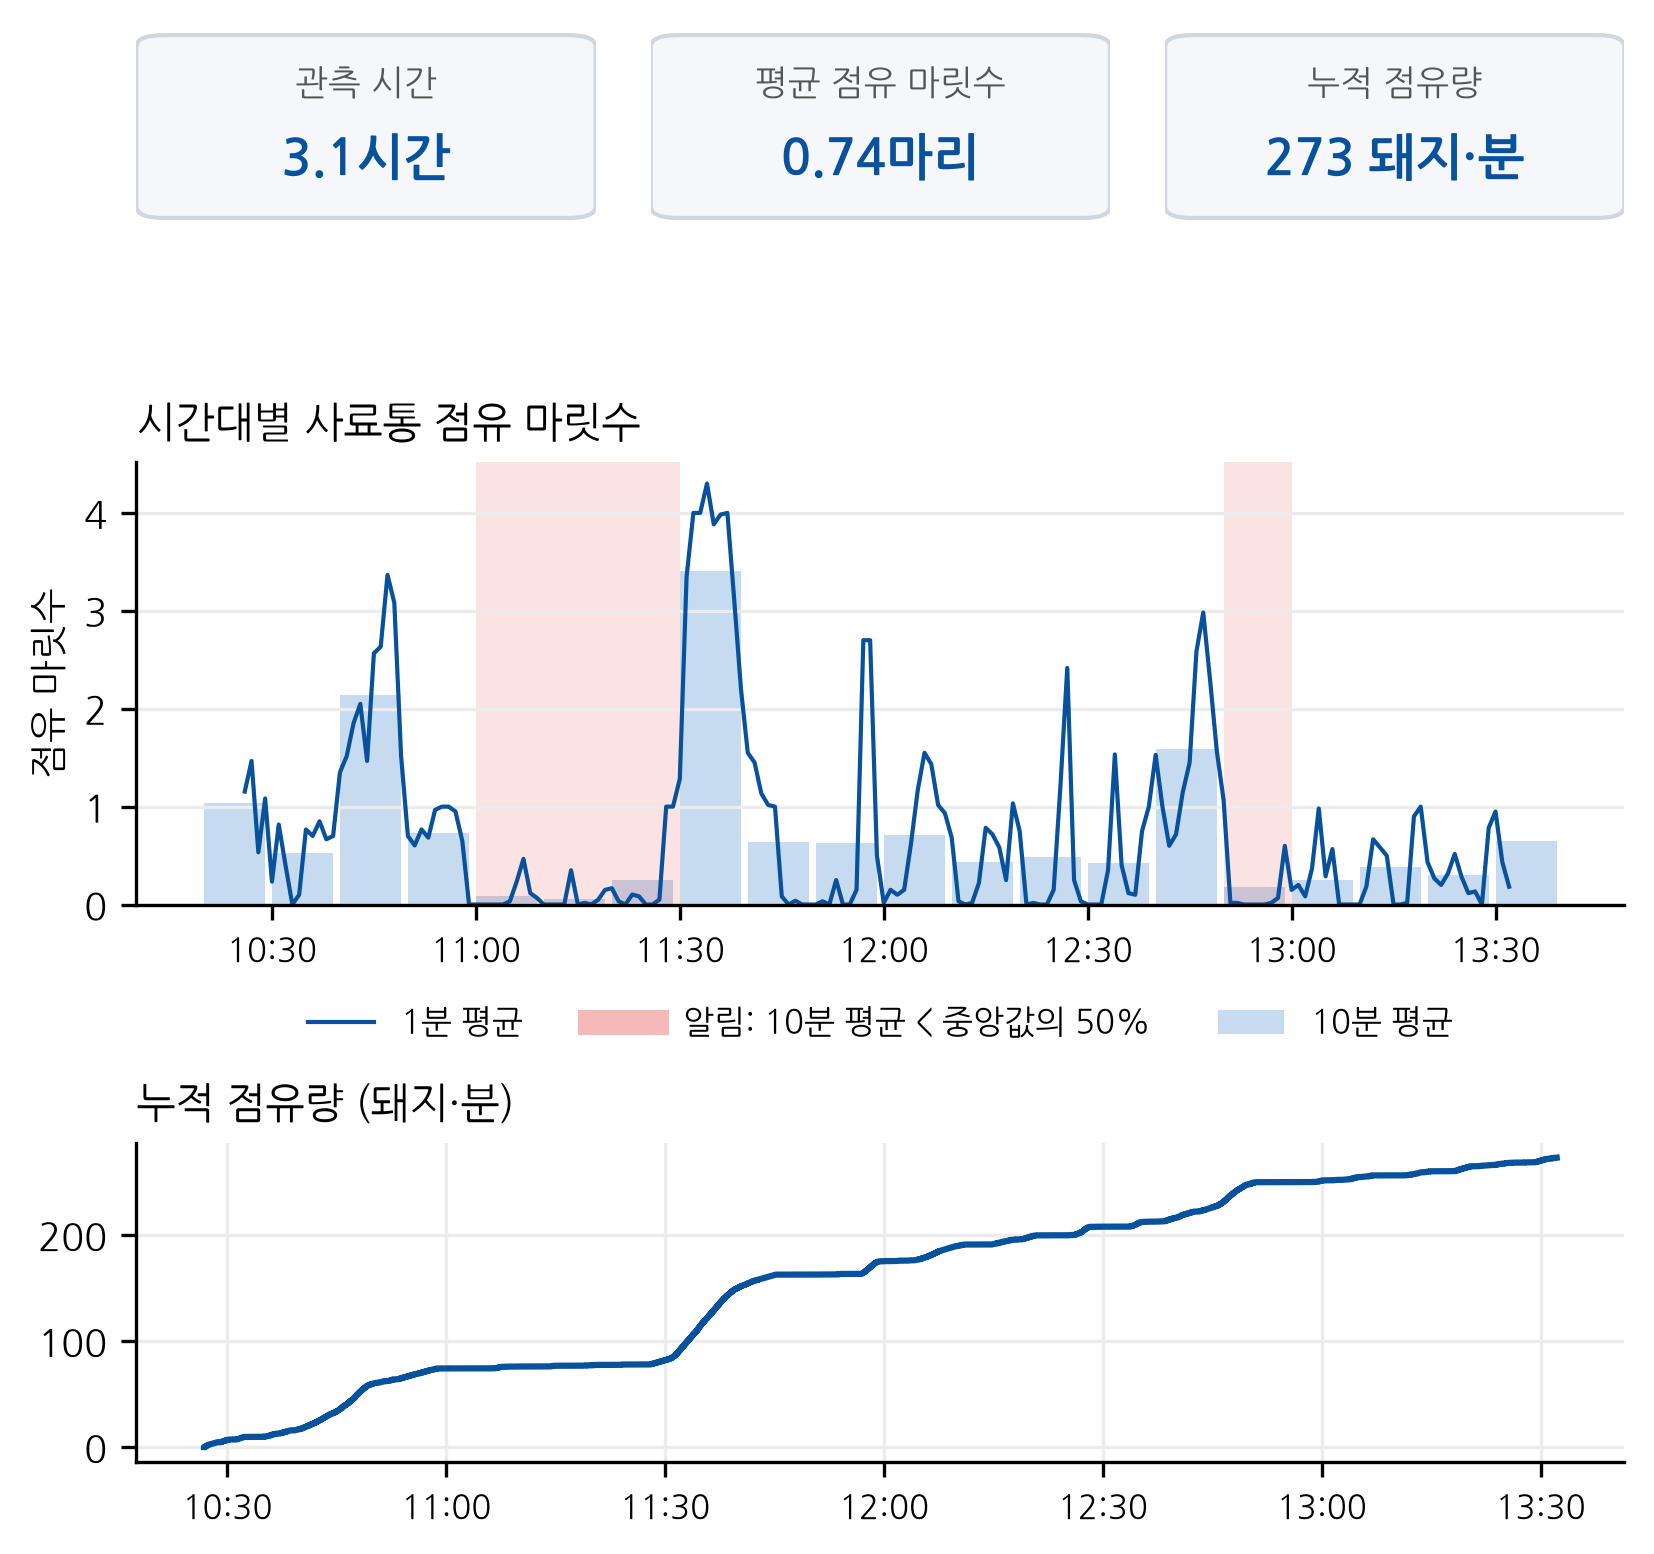 관측 시간
3.1시간
평균 점유 마릿수
0.74마리
누적 점유량
273 돼지·분
시간대별 사료통 점유 마릿수
점유 마릿수
4
3
2
1
0
10:30 11:00 11:30 12:00 12:30 13:00 13:30
1분 평균 알림: 10분 평균 < 중앙값의 50% 10분 평균
누적 점유량 (돼지·분)
200
100
0
10:30 11:00 11:30 12:00 12:30 13:00 13:30